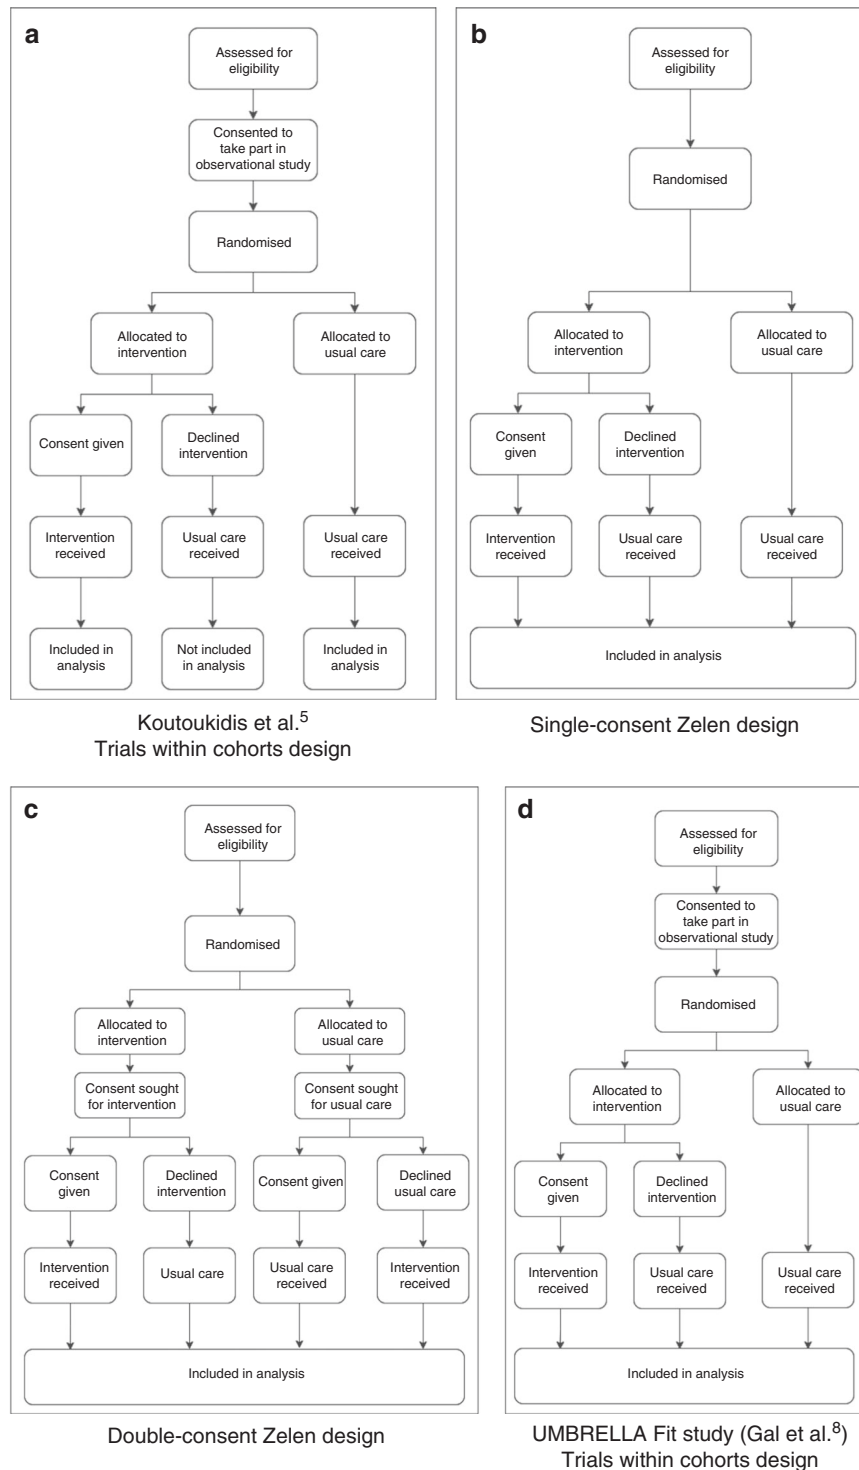 a
Assessed for
eligibility
Consented to
take part in
observational study
Randomised
Allocated to
intervention
Allocated to
usual care
Consent given
Declined
intervention
Intervention
received
Usual care
received
Usual care
received
Included in
analysis
Not included
in analysis
Included in
analysis
Koutoukidis et al.5
Trials within cohorts design
b
Assessed for
eligibility
Randomised
Allocated to
intervention
Allocated to
usual care
Consent
given
Declined
intervention
Intervention
received
Usual care
received
Usual care
received
Included in analysis
Single-consent Zelen design
c
Assessed for
eligibility
Randomised
Allocated to
intervention
Allocated to
usual care
Consent sought
for intervention
Consent sought
for usual care
Consent
given
Declined
intervention
Consent given
Declined
usual care
Intervention
received
Usual care
Usual care
received
Intervention
received
Included in analysis
Double-consent Zelen design
d
Assessed for
eligibility
Consented to
take part in
observational study
Randomised
Allocated to
intervention
Allocated to
usual care
Consent
given
Declined
intervention
Intervention
received
Usual care
received
Usual care
received
Included in analysis
UMBRELLA Fit study (Gal et al.8)
Trials within cohorts design